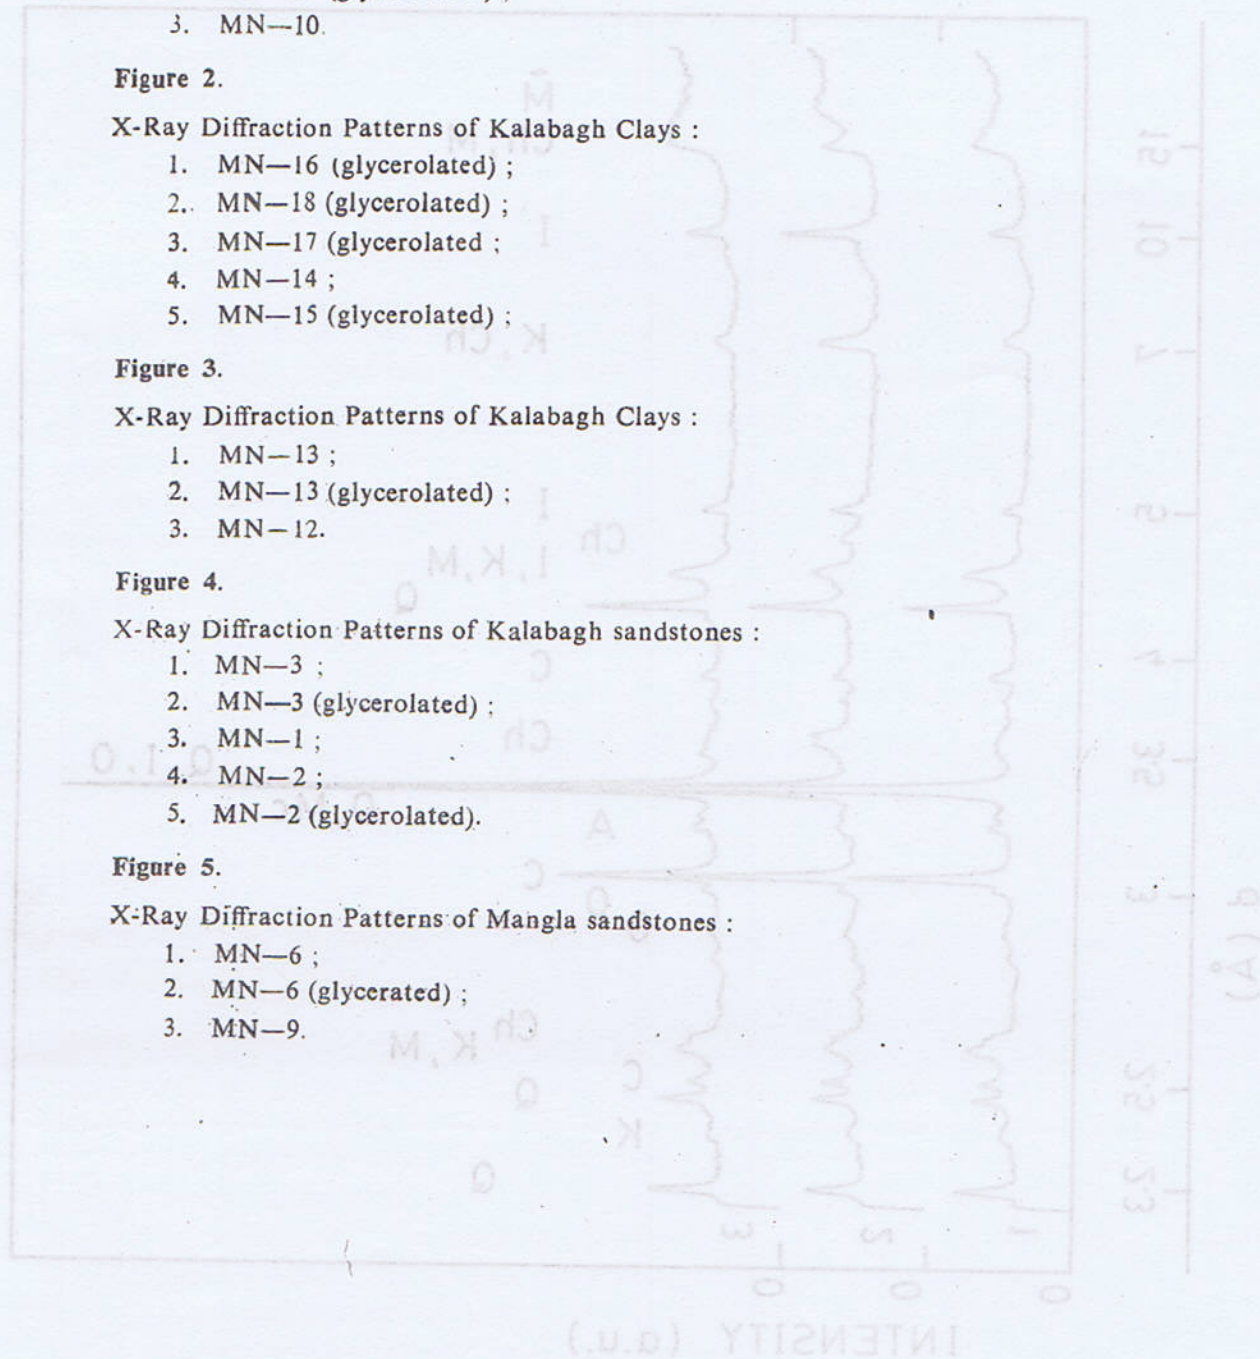 3. MN—10.
Figure 2.
X-Ray Diffraction Patterns of Kalabagh Clays :
1. MN—16 (glycerolated) ;
2. MN—18 (glycerolated) ;
3. MN—17 (glycerolated ;
4. MN—14 ;
5. MN—15 (glycerolated) ;
Figure 3.
X-Ray Diffraction Patterns of Kalabagh Clays :
1. MN—13 ;
2. MN—13 (glycerolated) ;
3. MN—12.
Figure 4.
X-Ray Diffraction Patterns of Kalabagh sandstones :
1. MN—3 ;
2. MN—3 (glycerolated) ;
3. MN—1 ;
4. MN—2 ;
5. MN—2 (glycerolated).
Figure 5.
X-Ray Diffraction Patterns of Mangla sandstones :
1. MN—6 ;
2. MN—6 (glycerated) ;
3. MN—9.